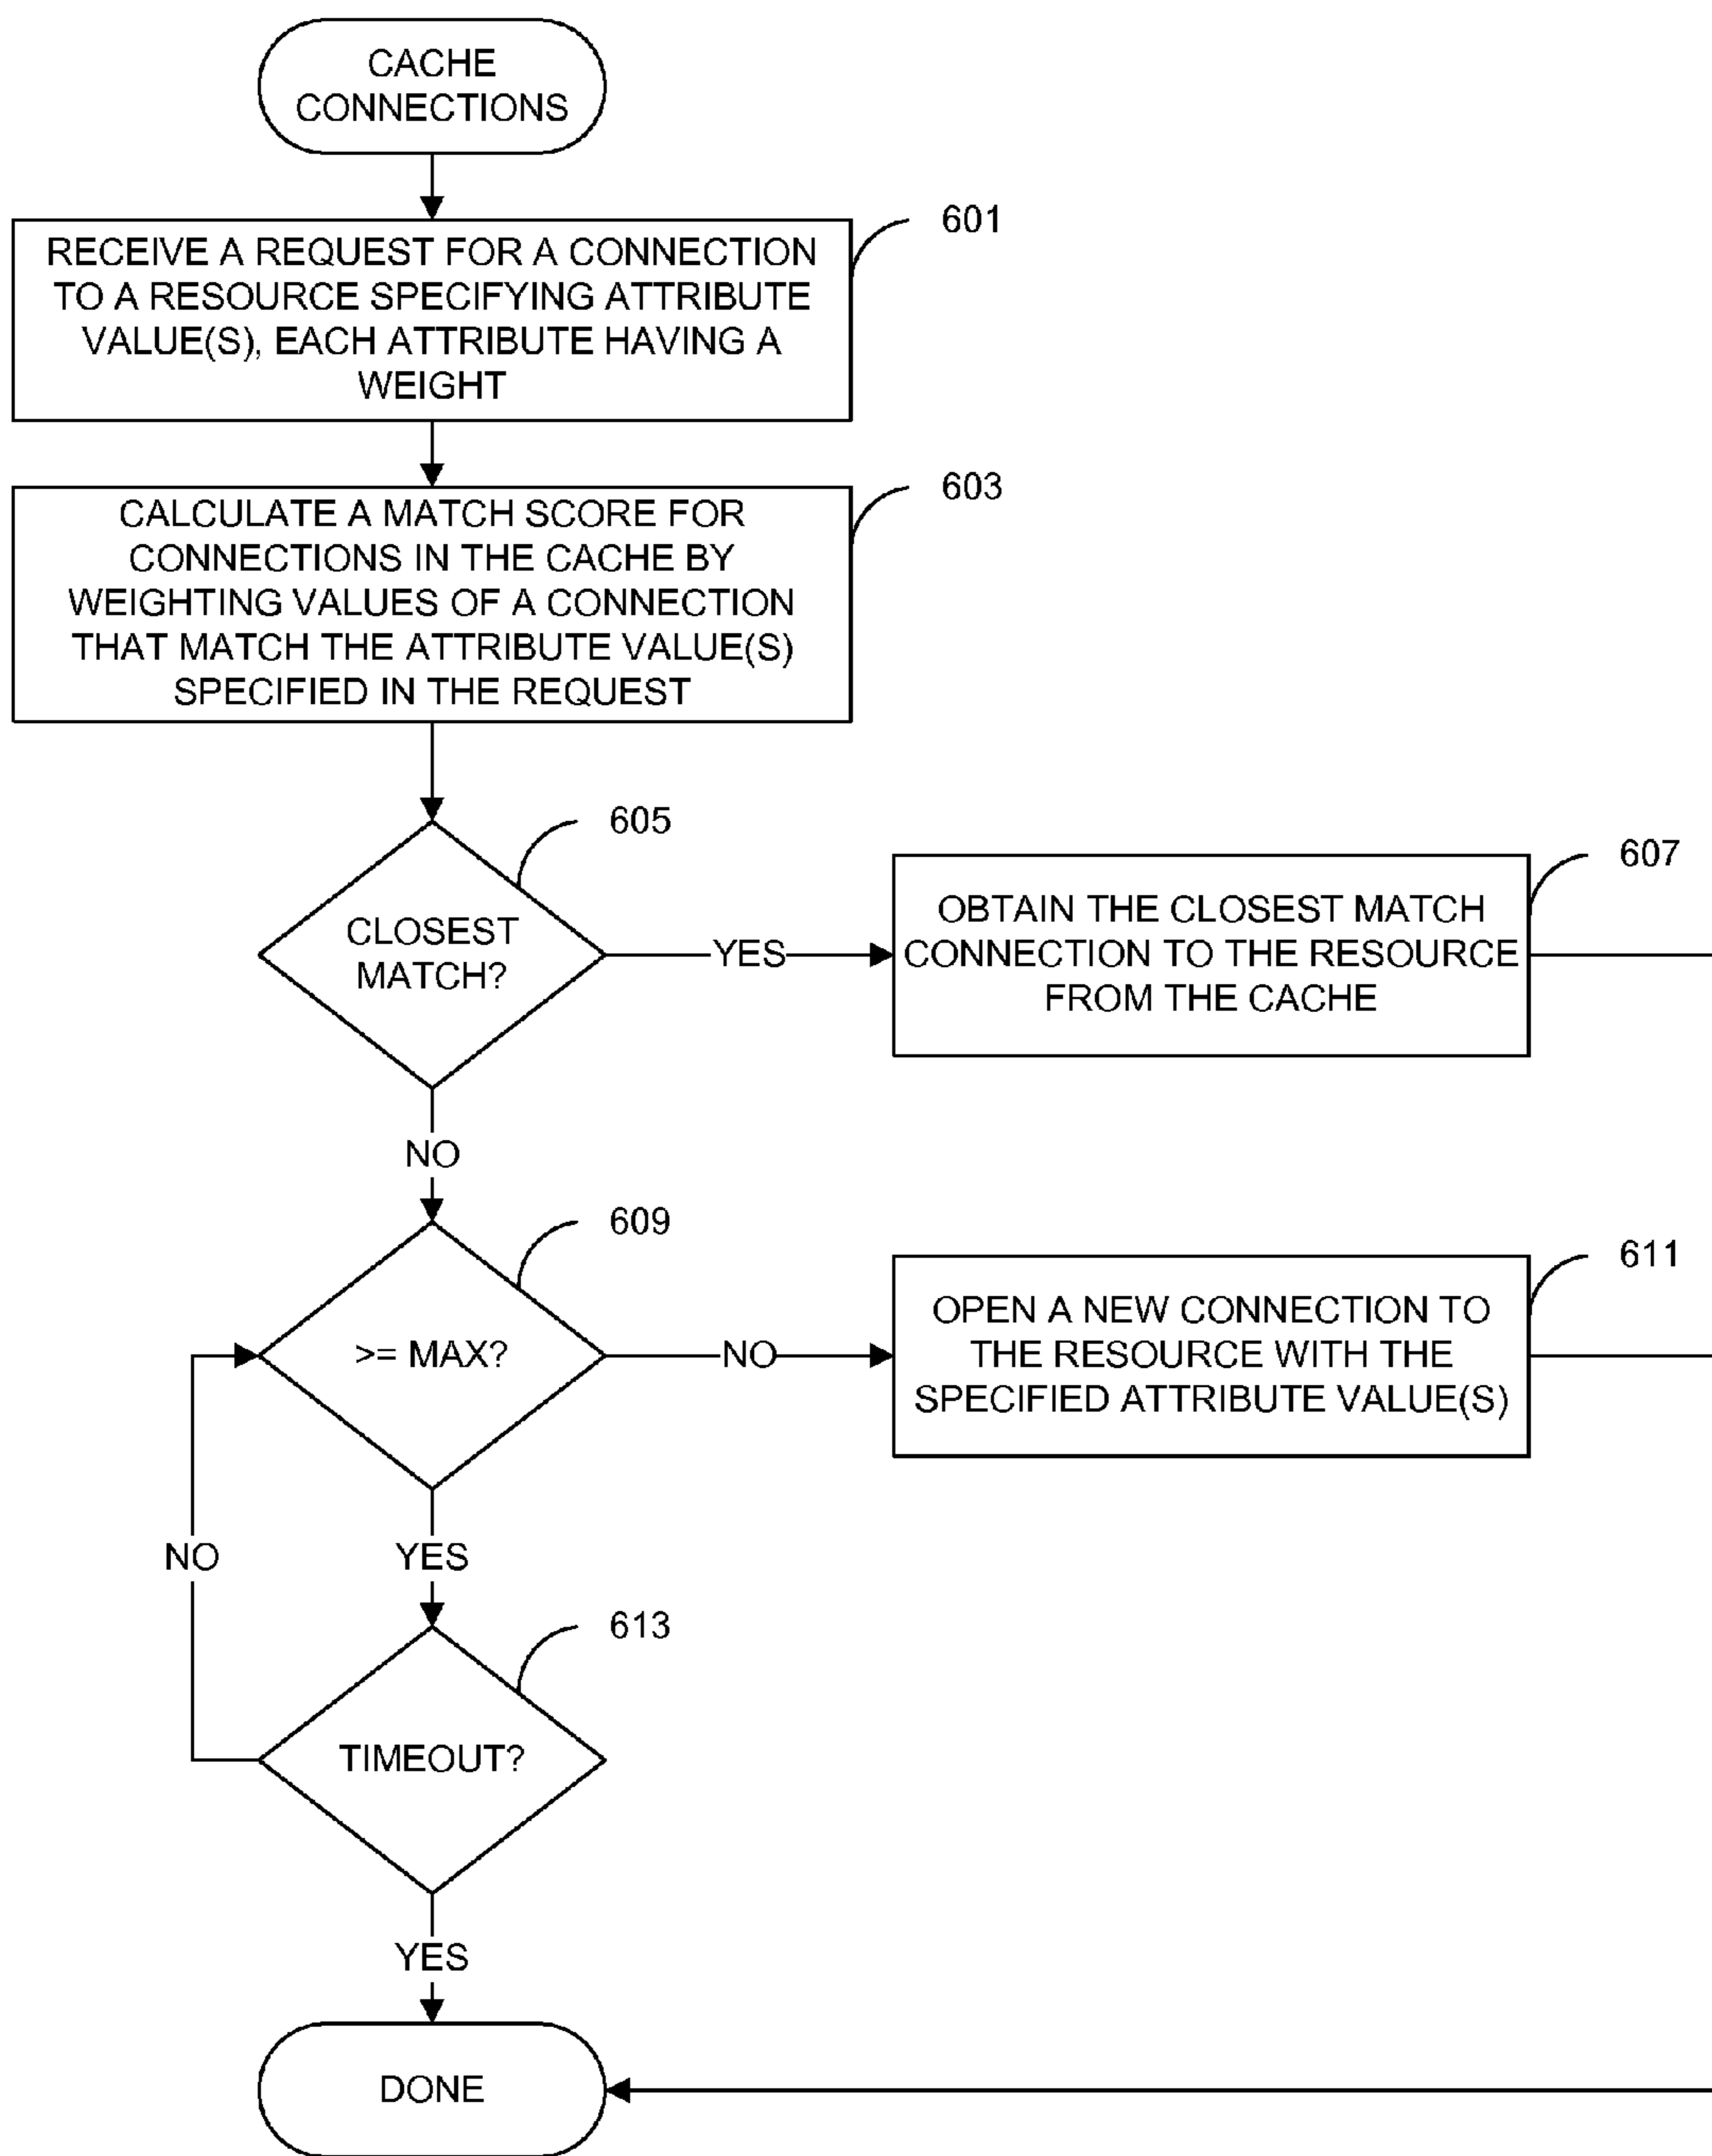 CACHE
CONNECTIONS
601
RECEIVE A REQUEST FOR A CONNECTION
TO A RESOURCE SPECIFYING ATTRIBUTE
VALUE(S), EACH ATTRIBUTE HAVING A
WEIGHT
603
CALCULATE A MATCH SCORE FOR
CONNECTIONS IN THE CACHE BY
WEIGHTING VALUES OF A CONNECTION
THAT MATCH THE ATTRIBUTE VALUE(S)
SPECIFIED IN THE REQUEST
605
CLOSEST
MATCH?
YES
607
OBTAIN THE CLOSEST MATCH
CONNECTION TO THE RESOURCE
FROM THE CACHE
NO
609
>= MAX?
NO
611
OPEN A NEW CONNECTION TO
THE RESOURCE WITH THE
SPECIFIED ATTRIBUTE VALUE(S)
NO
YES
613
TIMEOUT?
YES
DONE